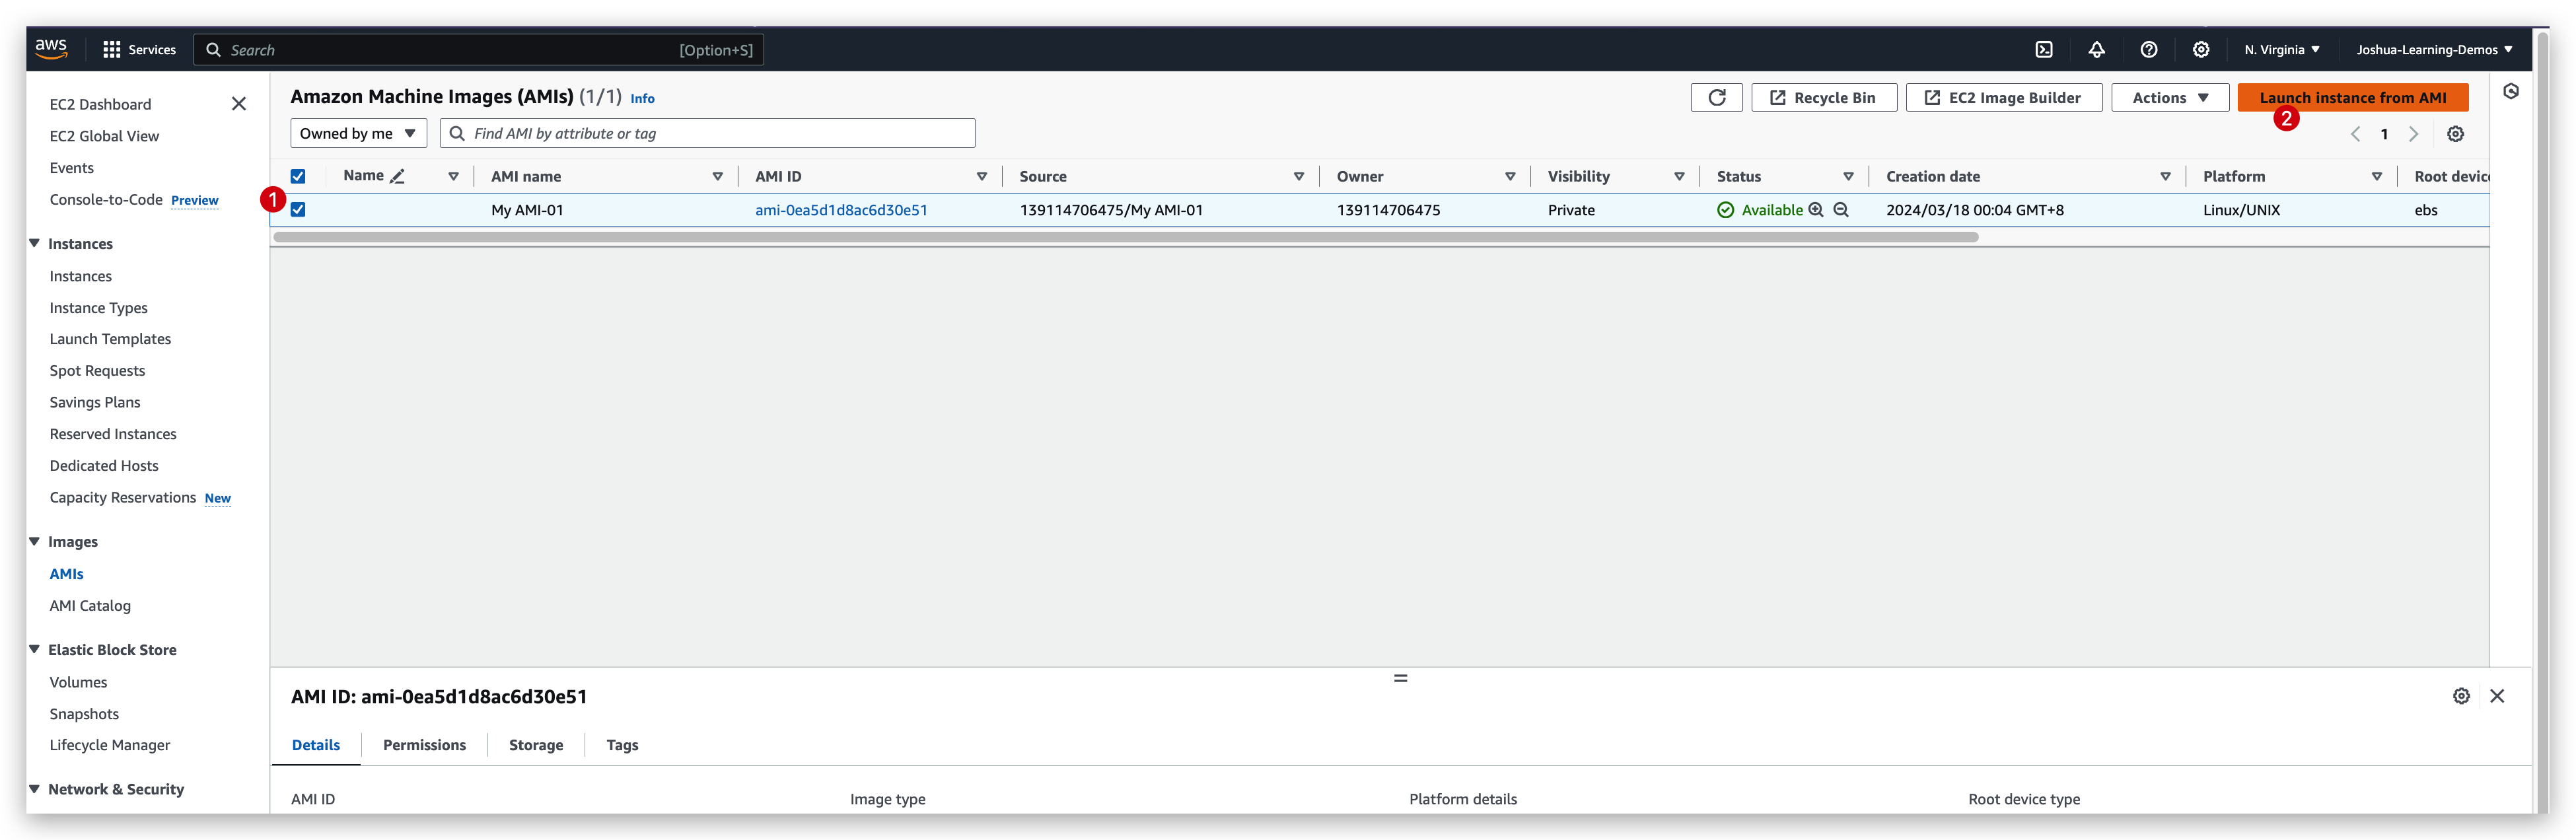 aws Services Search [Option+S] N. Virginia Joshua-Learning-Demos
EC2 Dashboard
EC2 Global View
Events
Console-to-Code Preview
Instances
Instances
Instance Types
Launch Templates
Spot Requests
Savings Plans
Reserved Instances
Dedicated Hosts
Capacity Reservations New
Images
AMIs
AMI Catalog
Elastic Block Store
Volumes
Snapshots
Lifecycle Manager
Network & Security
Amazon Machine Images (AMIs) (1/1) Info
Recycle Bin EC2 Image Builder Actions Launch instance from AMI
2
Owned by me Find AMI by attribute or tag 1
Name AMI name AMI ID Source Owner Visibility Status Creation date Platform Root devic
1 My AMI-01 ami-0ea5d1d8ac6d30e51 139114706475/My AMI-01 139114706475 Private Available 2024/03/18 00:04 GMT+8 Linux/UNIX ebs
AMI ID: ami-0ea5d1d8ac6d30e51
Details Permissions Storage Tags
AMI ID Image type Platform details Root device type